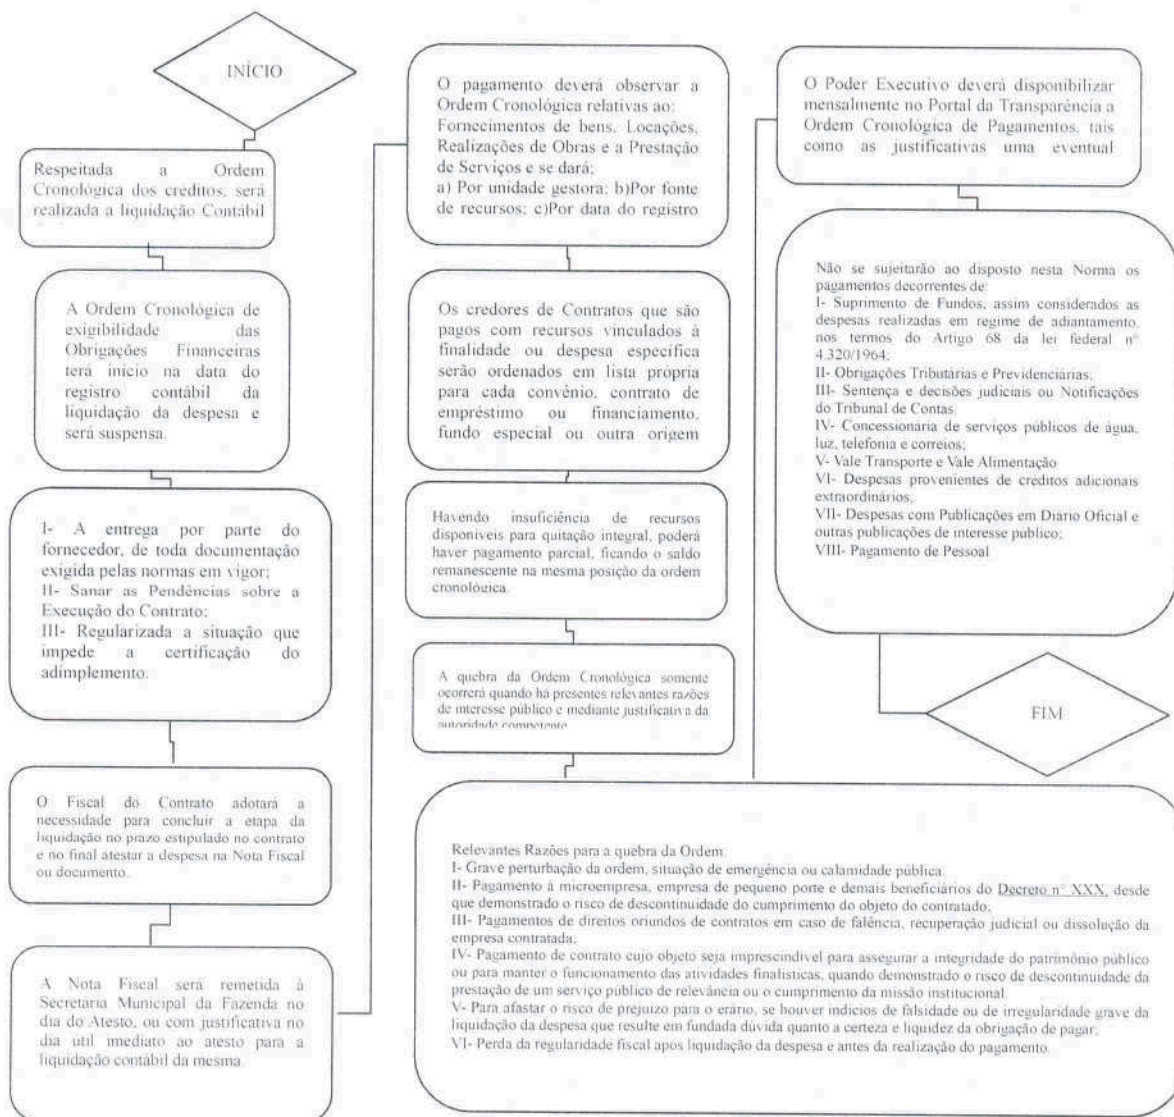 INÍCIO
Respeitada a Ordem
Cronológica dos créditos, será
realizada a liquidação Contábil
A Ordem Cronológica de
exigibilidade das
Obrigações Financeiras
terá início na data do
registro contábil da
liquidação da despesa e
será suspensa.
I- A entrega por parte do
fornecedor, de toda documentação
exigida pelas normas em vigor;
II- Sanar as Pendências sobre a
Execução do Contrato;
III- Regularizada a situação que
impede a certificação do
adimplemento.
O Fiscal do Contrato adotará a
necessidade para concluir a etapa da
liquidação no prazo estipulado no contrato
e no final atestar a despesa na Nota Fiscal
ou documento.
A Nota Fiscal será remetida à
Secretaria Municipal da Fazenda no
dia do Atesto, ou com justificativa no
dia útil imediato ao atesto para a
liquidação contábil da mesma.
O pagamento deverá observar a
Ordem Cronológica relativas ao:
Fornecimentos de bens, Locações,
Realizações de Obras e a Prestação
de Serviços e se dará;
a) Por unidade gestora; b)Por fonte
de recursos; c)Por data do registro
Os credores de Contratos que são
pagos com recursos vinculados à
finalidade ou despesa específica
serão ordenados em lista própria
para cada convênio, contrato de
empréstimo ou financiamento,
fundo especial ou outra origem
Havendo insuficiência de recursos
disponíveis para quitação integral, poderá
haver pagamento parcial, ficando o saldo
remanescente na mesma posição da ordem
cronológica.
A quebra da Ordem Cronológica somente
ocorrerá quando há presentes relevantes razões
de interesse público e mediante justificativa da
autoridade competente
Relevantes Razões para a quebra da Ordem.
I- Grave perturbação da ordem, situação de emergência ou calamidade pública.
II- Pagamento à microempresa, empresa de pequeno porte e demais beneficiários do Decreto n° XXX, desde
que demonstrado o risco de descontinuidade do cumprimento do objeto do contratado;
III- Pagamentos de direitos oriundos de contratos em caso de falência, recuperação judicial ou dissolução da
empresa contratada;
IV- Pagamento de contrato cujo objeto seja imprescindível para assegurar a integridade do patrimônio público
ou para manter o funcionamento das atividades finalísticas, quando demonstrado o risco de descontinuidade da
prestação de um serviço público de relevância ou o cumprimento da missão institucional.
V- Para afastar o risco de prejuízo para o erário, se houver indícios de falsidade ou de irregularidade grave da
liquidação da despesa que resulte em fundada dúvida quanto a certeza e liquidez da obrigação de pagar;
VI- Perda da regularidade fiscal após liquidação da despesa e antes da realização do pagamento.
O Poder Executivo deverá disponibilizar
mensalmente no Portal da Transparência a
Ordem Cronológica de Pagamentos, tais
como as justificativas uma eventual
Não se sujeitarão ao disposto nesta Norma os
pagamentos decorrentes de:
I- Suprimento de Fundos, assim considerados as
despesas realizadas em regime de adiantamento,
nos termos do Artigo 68 da lei federal n°
4.320/1964;
II- Obrigações Tributárias e Previdenciárias;
III- Sentença e decisões judiciais ou Notificações
do Tribunal de Contas.
IV- Concessionária de serviços públicos de água,
luz, telefonia e correios;
V- Vale Transporte e Vale Alimentação
VI- Despesas provenientes de créditos adicionais
extraordinários;
VII- Despesas com Publicações em Diário Oficial e
outras publicações de interesse publico;
VIII- Pagamento de Pessoal
FIM